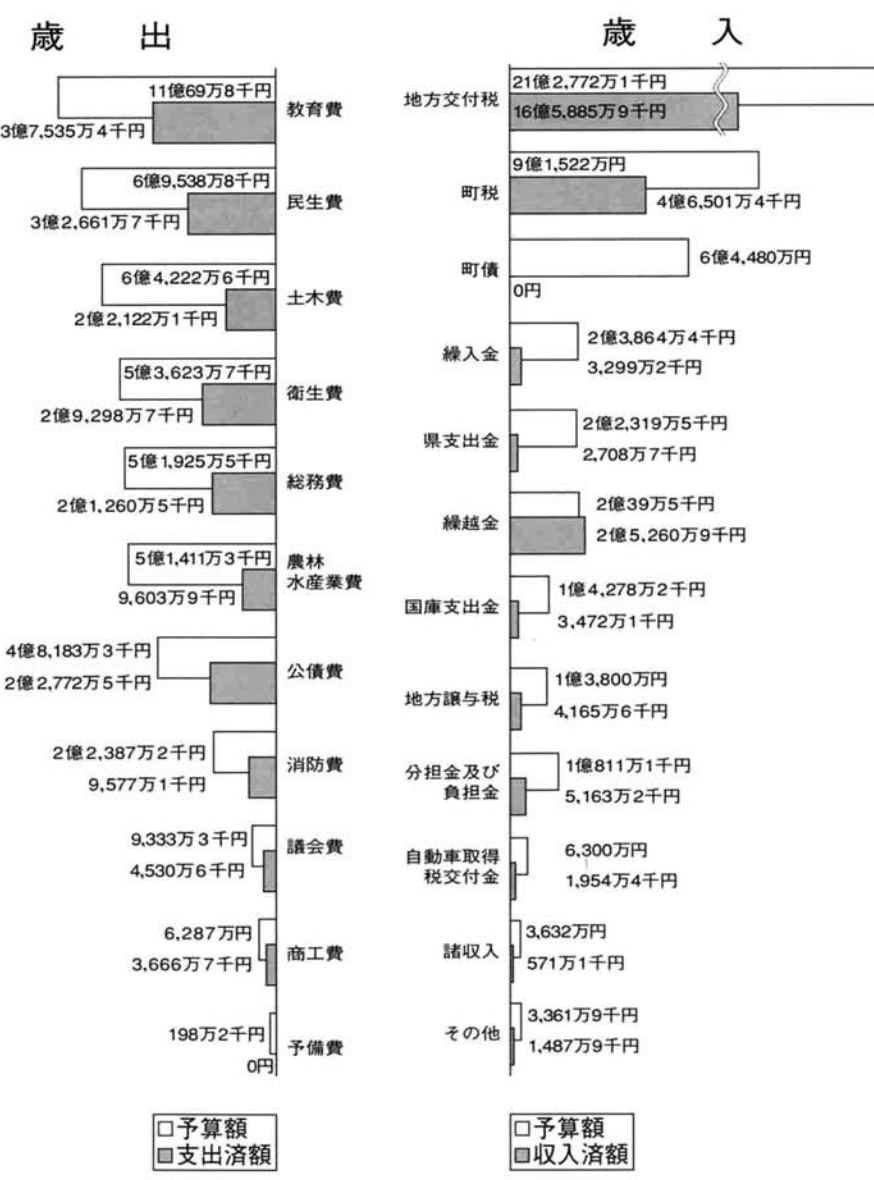 歳出
11億69万8千円
教育費
3億7,535万4千円
6億9,538万8千円
民生費
3億2,661万7千円
6億4,222万6千円
土木費
2億2,122万1千円
5億3,623万7千円
衛生費
2億9,298万7千円
5億1,925万5千円
総務費
2億1,260万5千円
5億1,411万3千円
農林
水産業費
9,603万9千円
4億8,183万3千円
公債費
2億2,772万5千円
2億2,387万2千円
消防費
9,577万1千円
9,333万3千円
議会費
4,530万6千円
6,287万円
商工費
3,666万7千円
198万2千円
予備費
0円
□予算額
■支出済額
歳入
21億2,772万1千円
地方交付税
16億5,885万9千円
9億1,522万円
町税
4億6,501万4千円
町債
6億4,480万円
0円
2億3,864万4千円
繰入金
3,299万2千円
2億2,319万5千円
県支出金
2,708万7千円
2億39万5千円
繰越金
2億5,260万9千円
1億4,278万2千円
国庫支出金
3,472万1千円
1億3,800万円
地方譲与税
4,165万6千円
1億811万1千円
分担金及び
負担金
5,163万2千円
6,300万円
自動車取得
税交付金
1,954万4千円
3,632万円
諸収入
571万1千円
3,361万9千円
その他
1,487万9千円
□予算額
■収入済額